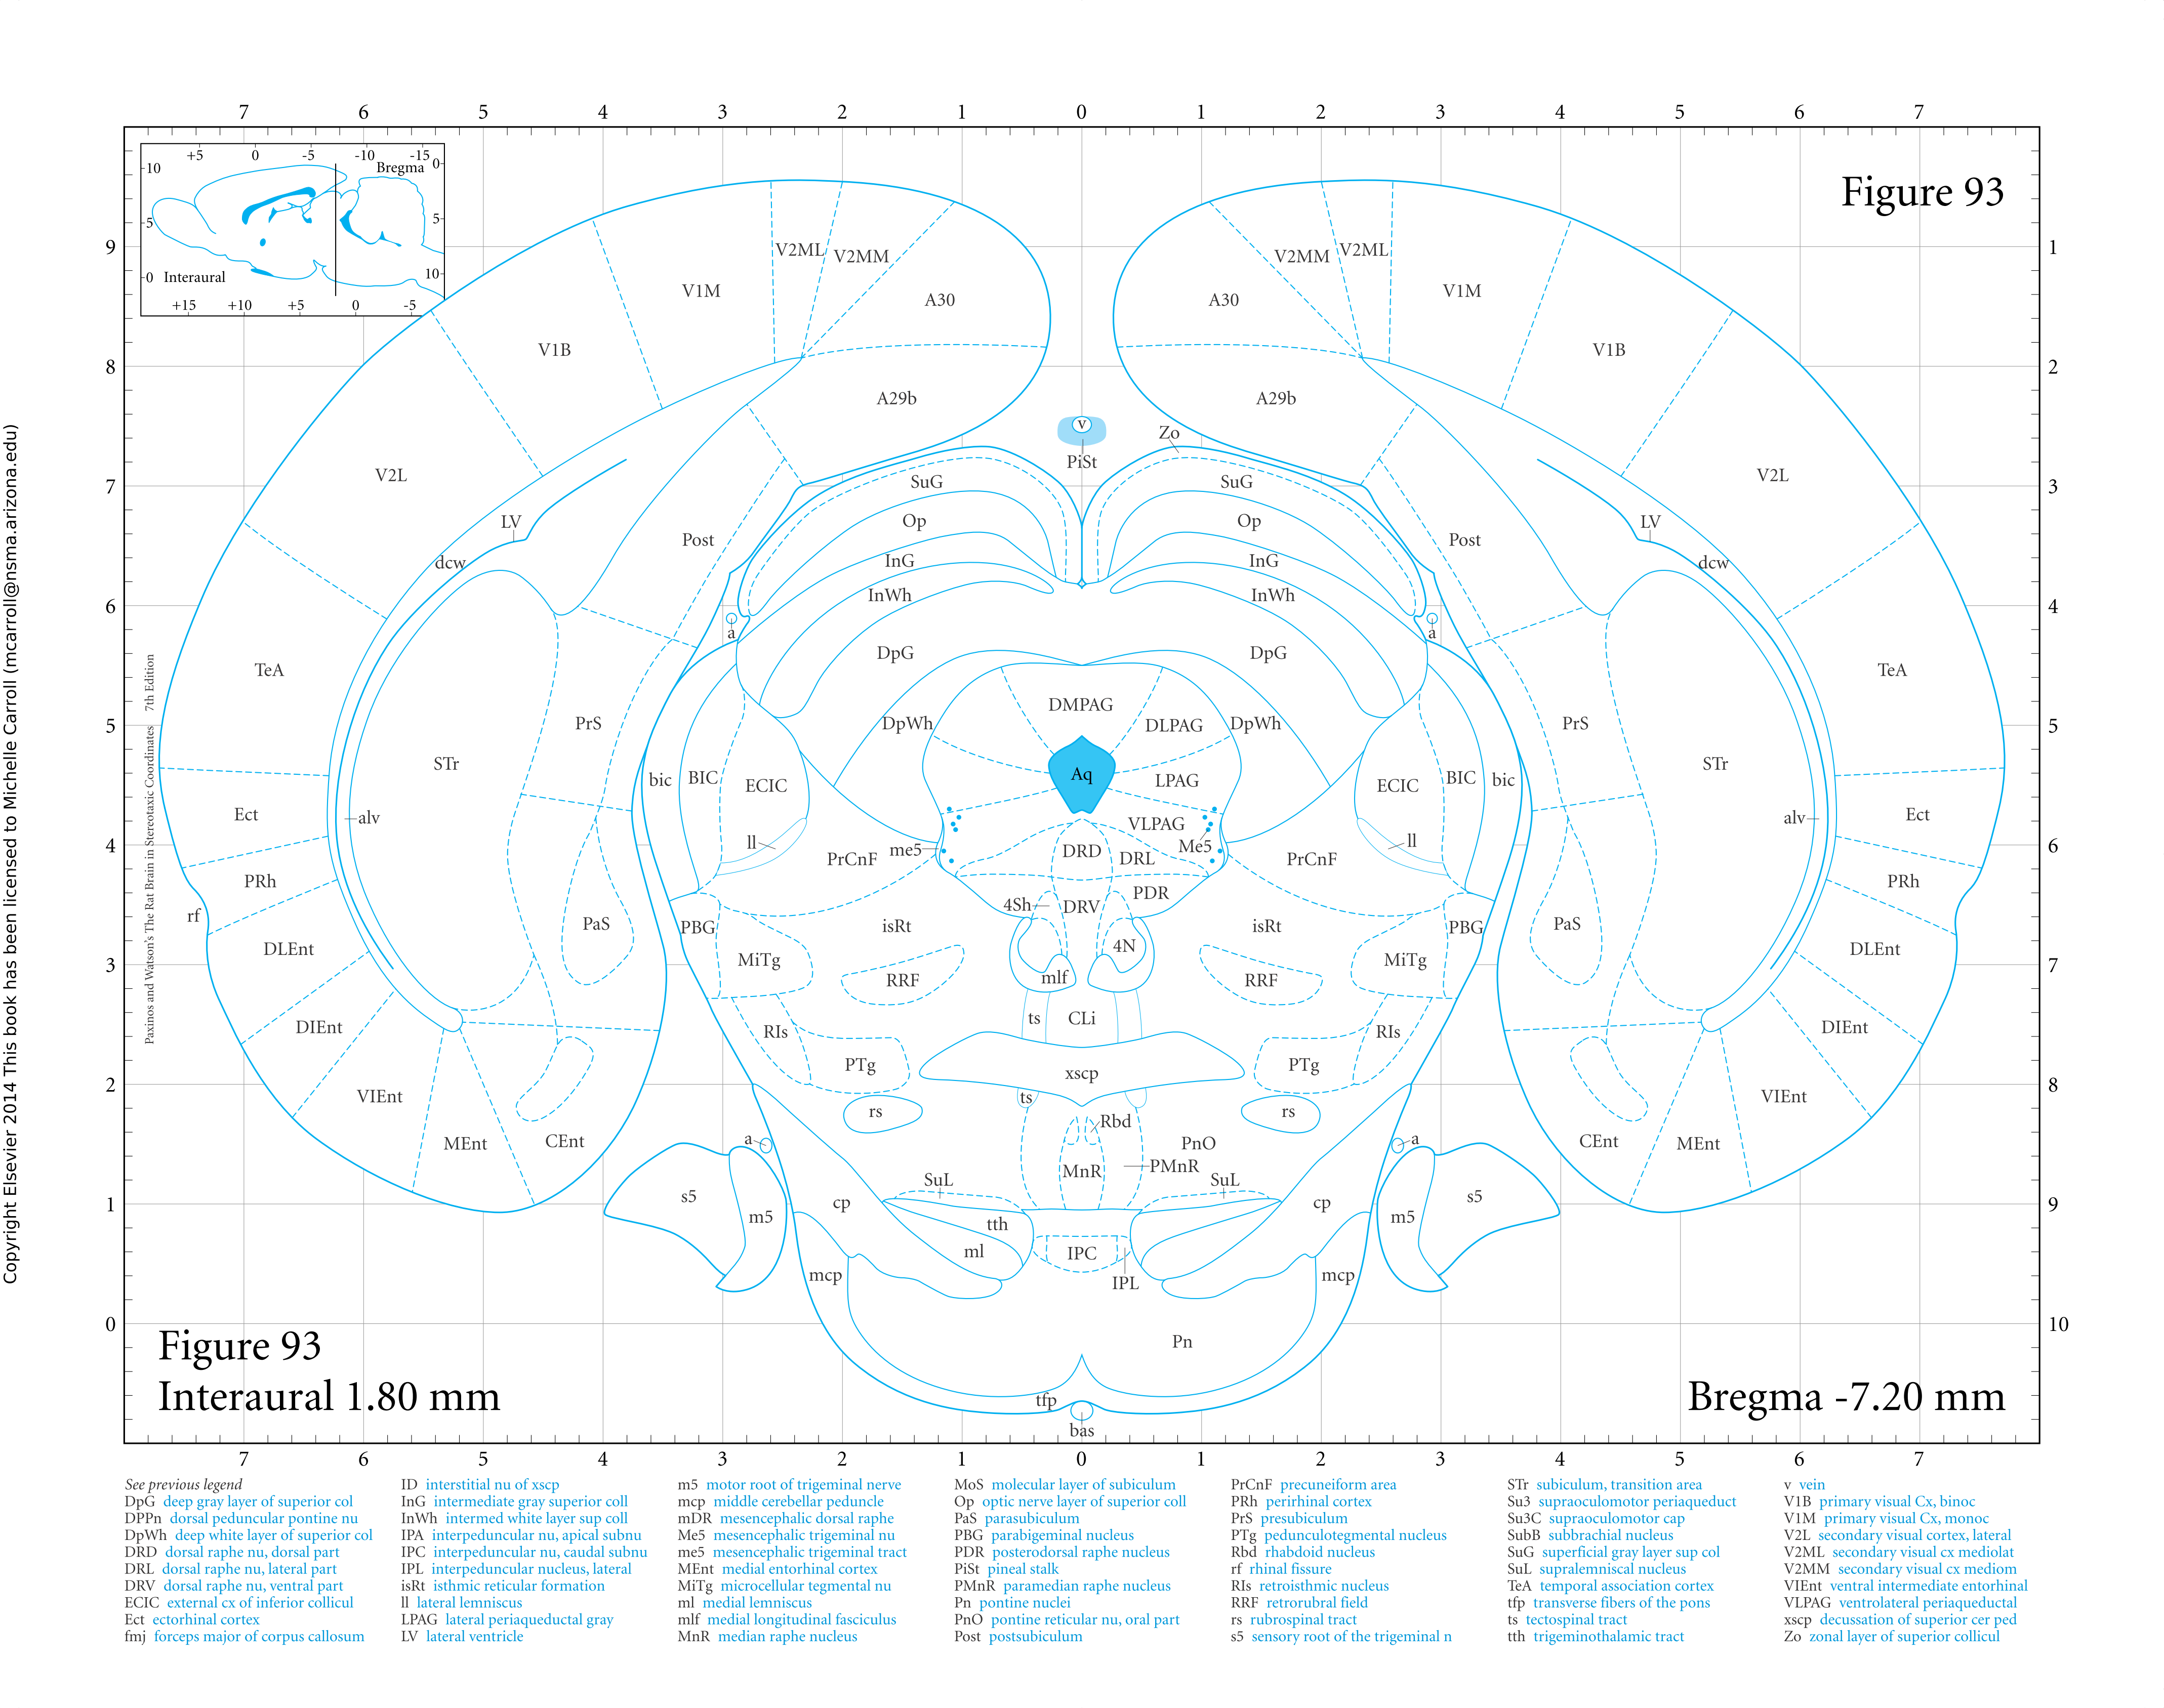 7 6 5 4 3 2 1 0 1 2 3 4 5 6 7
+5 0 -5 -10 -15
10 Bregma 0
5 5
0 Interaural 10
+15 +10 +5 0 -5
Figure 93
9 V2ML V2MM V2MM V2ML 1
V1M A30 A30 V1M
V1B V1B
8 2
A29b A29b
v
Zo
PiSt
V2L V2L
7 SuG SuG 3
LV Op Op LV
Post Post
dcw InG InG dcw
InWh InWh
6 4
a a
DpG DpG
TeA TeA
DMPAG
5 PrS DpWh DLPAG DpWh PrS 5
STr STr
bic BIC ECIC Aq LPAG ECIC BIC bic
Ect alv VLPAG alv Ect
ll me5 Me5 ll
4 PrCnF DRD DRL PrCnF 6
PRh PRh
PDR
4Sh DRV
rf PaS PBG isRt isRt PBG PaS
DLEnt 4N DLEnt
MiTg MiTg
3 RRF mlf RRF 7
DIEnt ts CLi DIEnt
RIs RIs
PTg PTg
xscp
2 8
VIEnt ts VIEnt
rs rs
Rbd
MEnt CEnt a PnO a CEnt MEnt
MnR PMnR
SuL SuL
s5 cp cp s5
1 m5 m5 9
tth
ml IPC
mcp IPL mcp
0 10
Pn
tfp
bas
Figure 93
Interaural 1.80 mm
Bregma -7.20 mm
7 6 5 4 3 2 1 0 1 2 3 4 5 6 7
Copyright Elsevier 2014 This book has been licensed to Michelle Carroll (mcarroll@nsma.arizona.edu)
Paxinos and Watson's The Rat Brain in Stereotaxic Coordinates 7th Edition
See previous legend
DpG deep gray layer of superior col
DPPn dorsal peduncular pontine nu
DpWh deep white layer of superior col
DRD dorsal raphe nu, dorsal part
DRL dorsal raphe nu, lateral part
DRV dorsal raphe nu, ventral part
ECIC external cx of inferior collicul
Ect ectorhinal cortex
fmj forceps major of corpus callosum
ID interstitial nu of xscp
InG intermediate gray superior coll
InWh intermed white layer sup coll
IPA interpeduncular nu, apical subnu
IPC interpeduncular nu, caudal subnu
IPL interpeduncular nucleus, lateral
isRt isthmic reticular formation
ll lateral lemniscus
LPAG lateral periaqueductal gray
LV lateral ventricle
m5 motor root of trigeminal nerve
mcp middle cerebellar peduncle
mDR mesencephalic dorsal raphe
Me5 mesencephalic trigeminal nu
me5 mesencephalic trigeminal tract
MEnt medial entorhinal cortex
MiTg microcellular tegmental nu
ml medial lemniscus
mlf medial longitudinal fasciculus
MnR median raphe nucleus
MoS molecular layer of subiculum
Op optic nerve layer of superior coll
PaS parasubiculum
PBG parabigeminal nucleus
PDR posterodorsal raphe nucleus
PiSt pineal stalk
PMnR paramedian raphe nucleus
Pn pontine nuclei
PnO pontine reticular nu, oral part
Post postsubiculum
PrCnF precuneiform area
PRh perirhinal cortex
PrS presubiculum
PTg pedunculotegmental nucleus
Rbd rhabdoid nucleus
rf rhinal fissure
RIs retroisthmic nucleus
RRF retrorubral field
rs rubrospinal tract
s5 sensory root of the trigeminal n
STr subiculum, transition area
Su3 supraoculomotor periaqueduct
Su3C supraoculomotor cap
SubB subbrachial nucleus
SuG superficial gray layer sup col
SuL supralemniscal nucleus
TeA temporal association cortex
tfp transverse fibers of the pons
ts tectospinal tract
tth trigeminothalamic tract
v vein
V1B primary visual Cx, binoc
V1M primary visual Cx, monoc
V2L secondary visual cortex, lateral
V2ML secondary visual cx mediolat
V2MM secondary visual cx mediom
VIEnt ventral intermediate entorhinal
VLPAG ventrolateral periaqueductal
xscp decussation of superior cer ped
Zo zonal layer of superior collicul